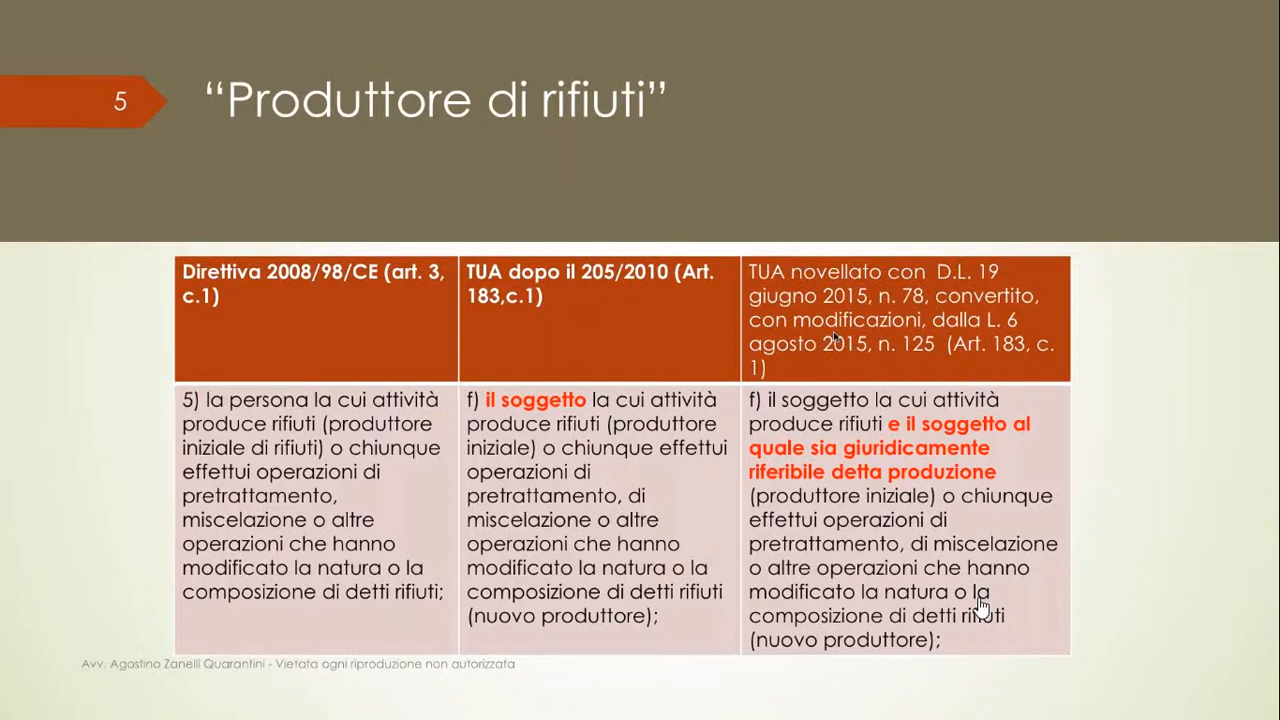 5
“Produttore di rifiuti”
Direttiva 2008/98/CE (art. 3,
c.1)
TUA dopo il 205/2010 (Art.
183,c.1)
TUA novellato con D.L. 19
giugno 2015, n. 78, convertito,
con modificazioni, dalla L. 6
agosto 2015, n. 125 (Art. 183, c.
1)
5) la persona la cui attività
produce rifiuti (produttore
iniziale di rifiuti) o chiunque
effettui operazioni di
pretrattamento,
miscelazione o altre
operazioni che hanno
modificato la natura o la
composizione di detti rifiuti;
f) il soggetto la cui attività
produce rifiuti (produttore
iniziale) o chiunque effettui
operazioni di
pretrattamento, di
miscelazione o altre
operazioni che hanno
modificato la natura o la
composizione di detti rifiuti
(nuovo produttore);
f) il soggetto la cui attività
produce rifiuti e il soggetto al
quale sia giuridicamente
riferibile detta produzione
(produttore iniziale) o chiunque
effettui operazioni di
pretrattamento, di miscelazione
o altre operazioni che hanno
modificato la natura o la
composizione di detti rifiuti
(nuovo produttore);
Avv. Agostino Zanelli Quarantini - Vietata ogni riproduzione non autorizzata